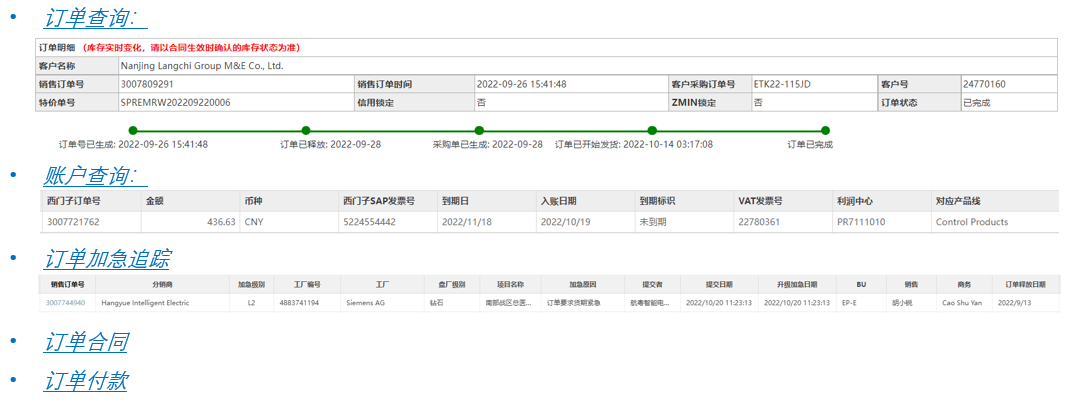 • 订单查询：
订单明细 （库存实时变化，请以合同生效时确认的库存状态为准）
客户名称 Nanjing Langchi Group M&E Co., Ltd.
销售订单号 3007809291 销售订单时间 2022-09-26 15:41:48 客户采购订单号 ETK22-115JD 客户号 24770160
特价单号 SPREMRW202209220006 信用锁定 否 ZMIN锁定 否 订单状态 已完成
订单号已生成: 2022-09-26 15:41:48 订单已释放: 2022-09-28 采购单已生成: 2022-09-28 订单已开始发货: 2022-10-14 03:17:08 订单已完成
• 账户查询：
西门子订单号 金额 币种 西门子SAP发票号 到期日 入账日期 到期标识 VAT发票号 利润中心 对应产品线
3007721762 436.63 CNY 5224554442 2022/11/18 2022/10/19 未到期 22780361 PR7111010 Control Products
• 订单加急追踪
销售订单号 分销商 加急级别 工厂编号 工厂 盘厂级别 项目名称 加急原因 提交者 提交日期 升级加急日期 BU 销售 商务 订单释放日期
3007744940 Hangyue Intelligent Electric L2 4883741194 Siemens AG 钻石 南部战区总医... 订单要求货期紧急 2022/10/20 11:23:13 2022/10/20 11:23:13 EP-E Cao Shu Yan 2022/9/13
• 订单合同
• 订单付款